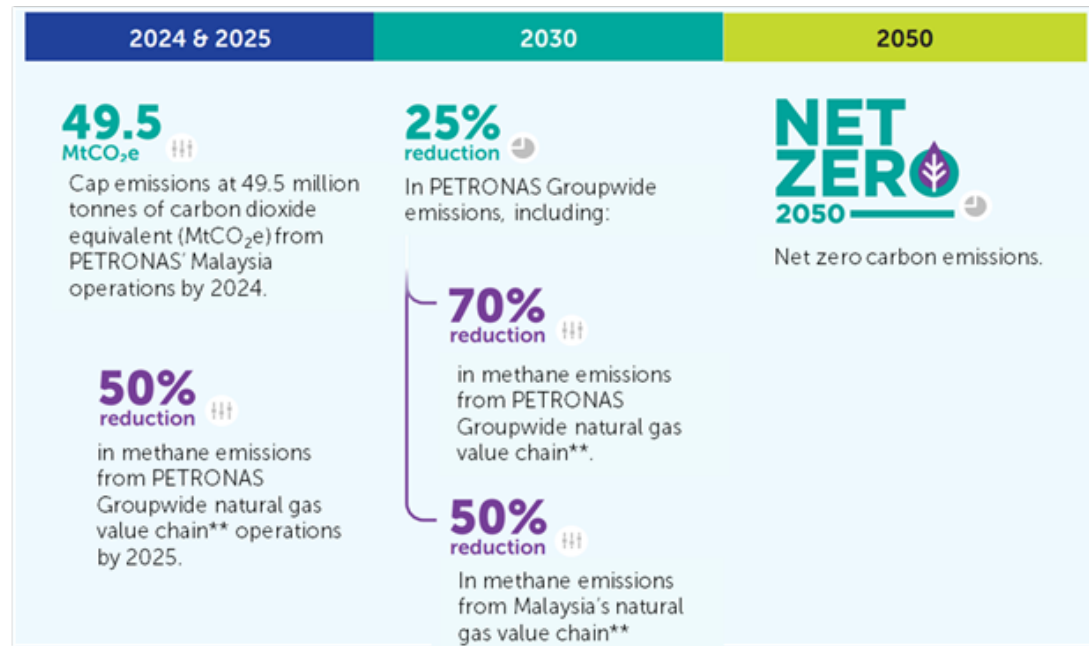 2024 & 2025
49.5
MtCO₂e
Cap emissions at 49.5 million
tonnes of carbon dioxide
equivalent (MtCO₂e) from
PETRONAS' Malaysia
operations by 2024.
50%
reduction
in methane emissions
from PETRONAS
Groupwide natural gas
value chain** operations
by 2025.
2030
25%
reduction
In PETRONAS Groupwide
emissions, including:
70%
reduction
in methane emissions
from PETRONAS
Groupwide natural gas
value chain**.
50%
reduction
In methane emissions
from Malaysia's natural
gas value chain**
2050
NET
ZERO
2050
Net zero carbon emissions.